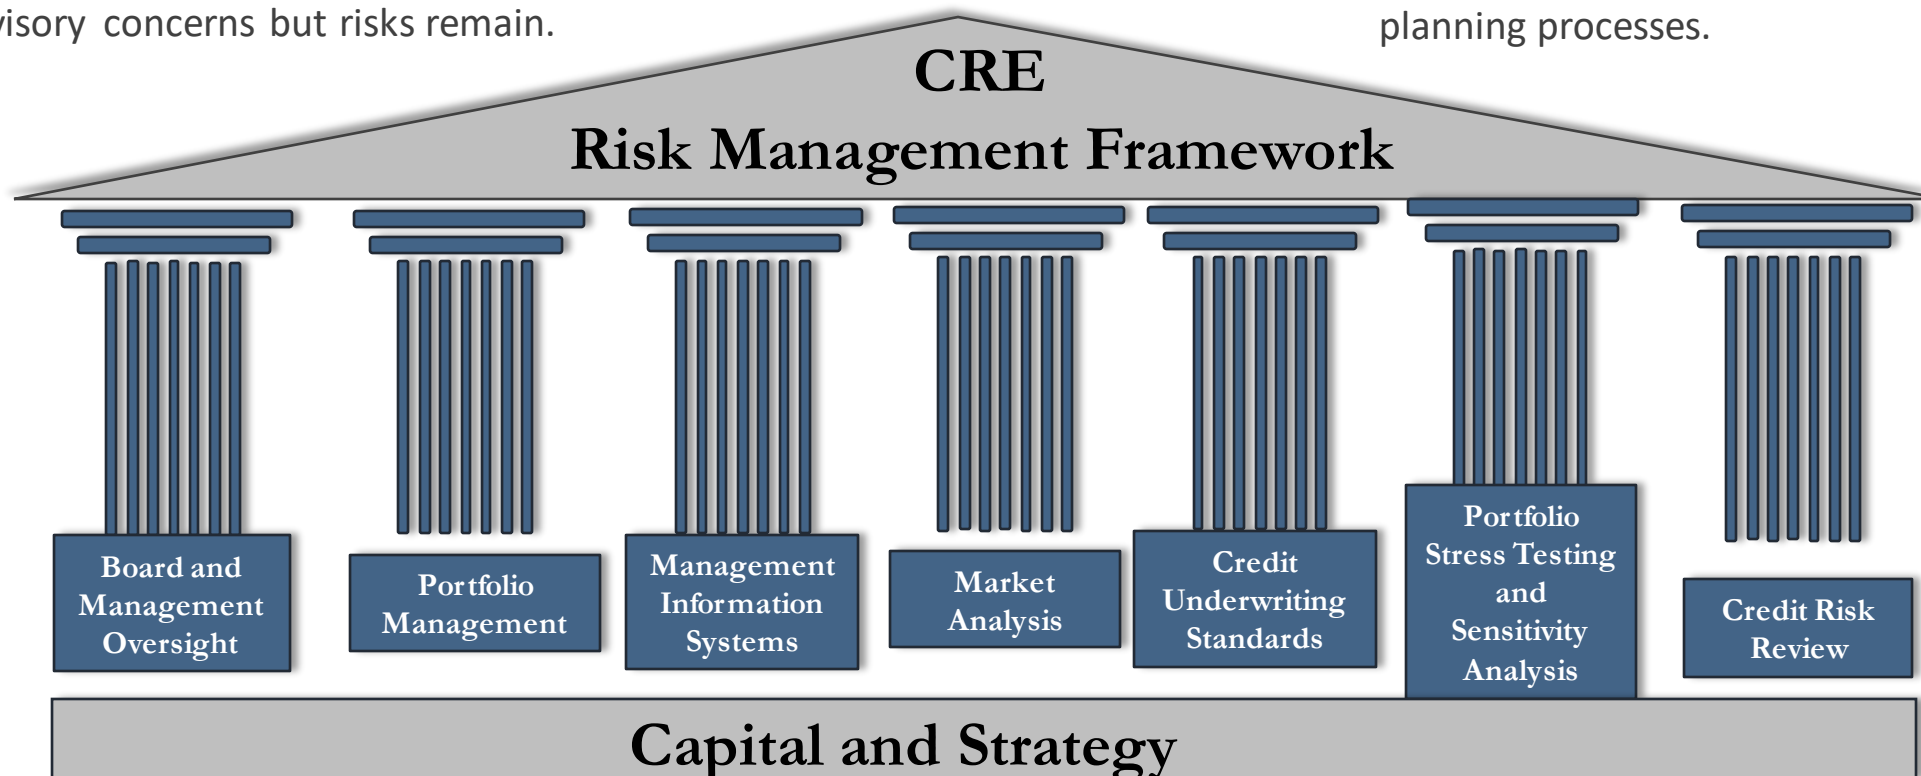 concerns but risks remain.
planning processes.
CRE
Risk Management Framework
Board and
Management
Oversight
Portfolio
Management
Management
Information
Systems
Market
Analysis
Credit
Underwriting
Standards
Portfolio
Stress Testing
and
Sensitivity
Analysis
Credit Risk
Review
Capital and Strategy